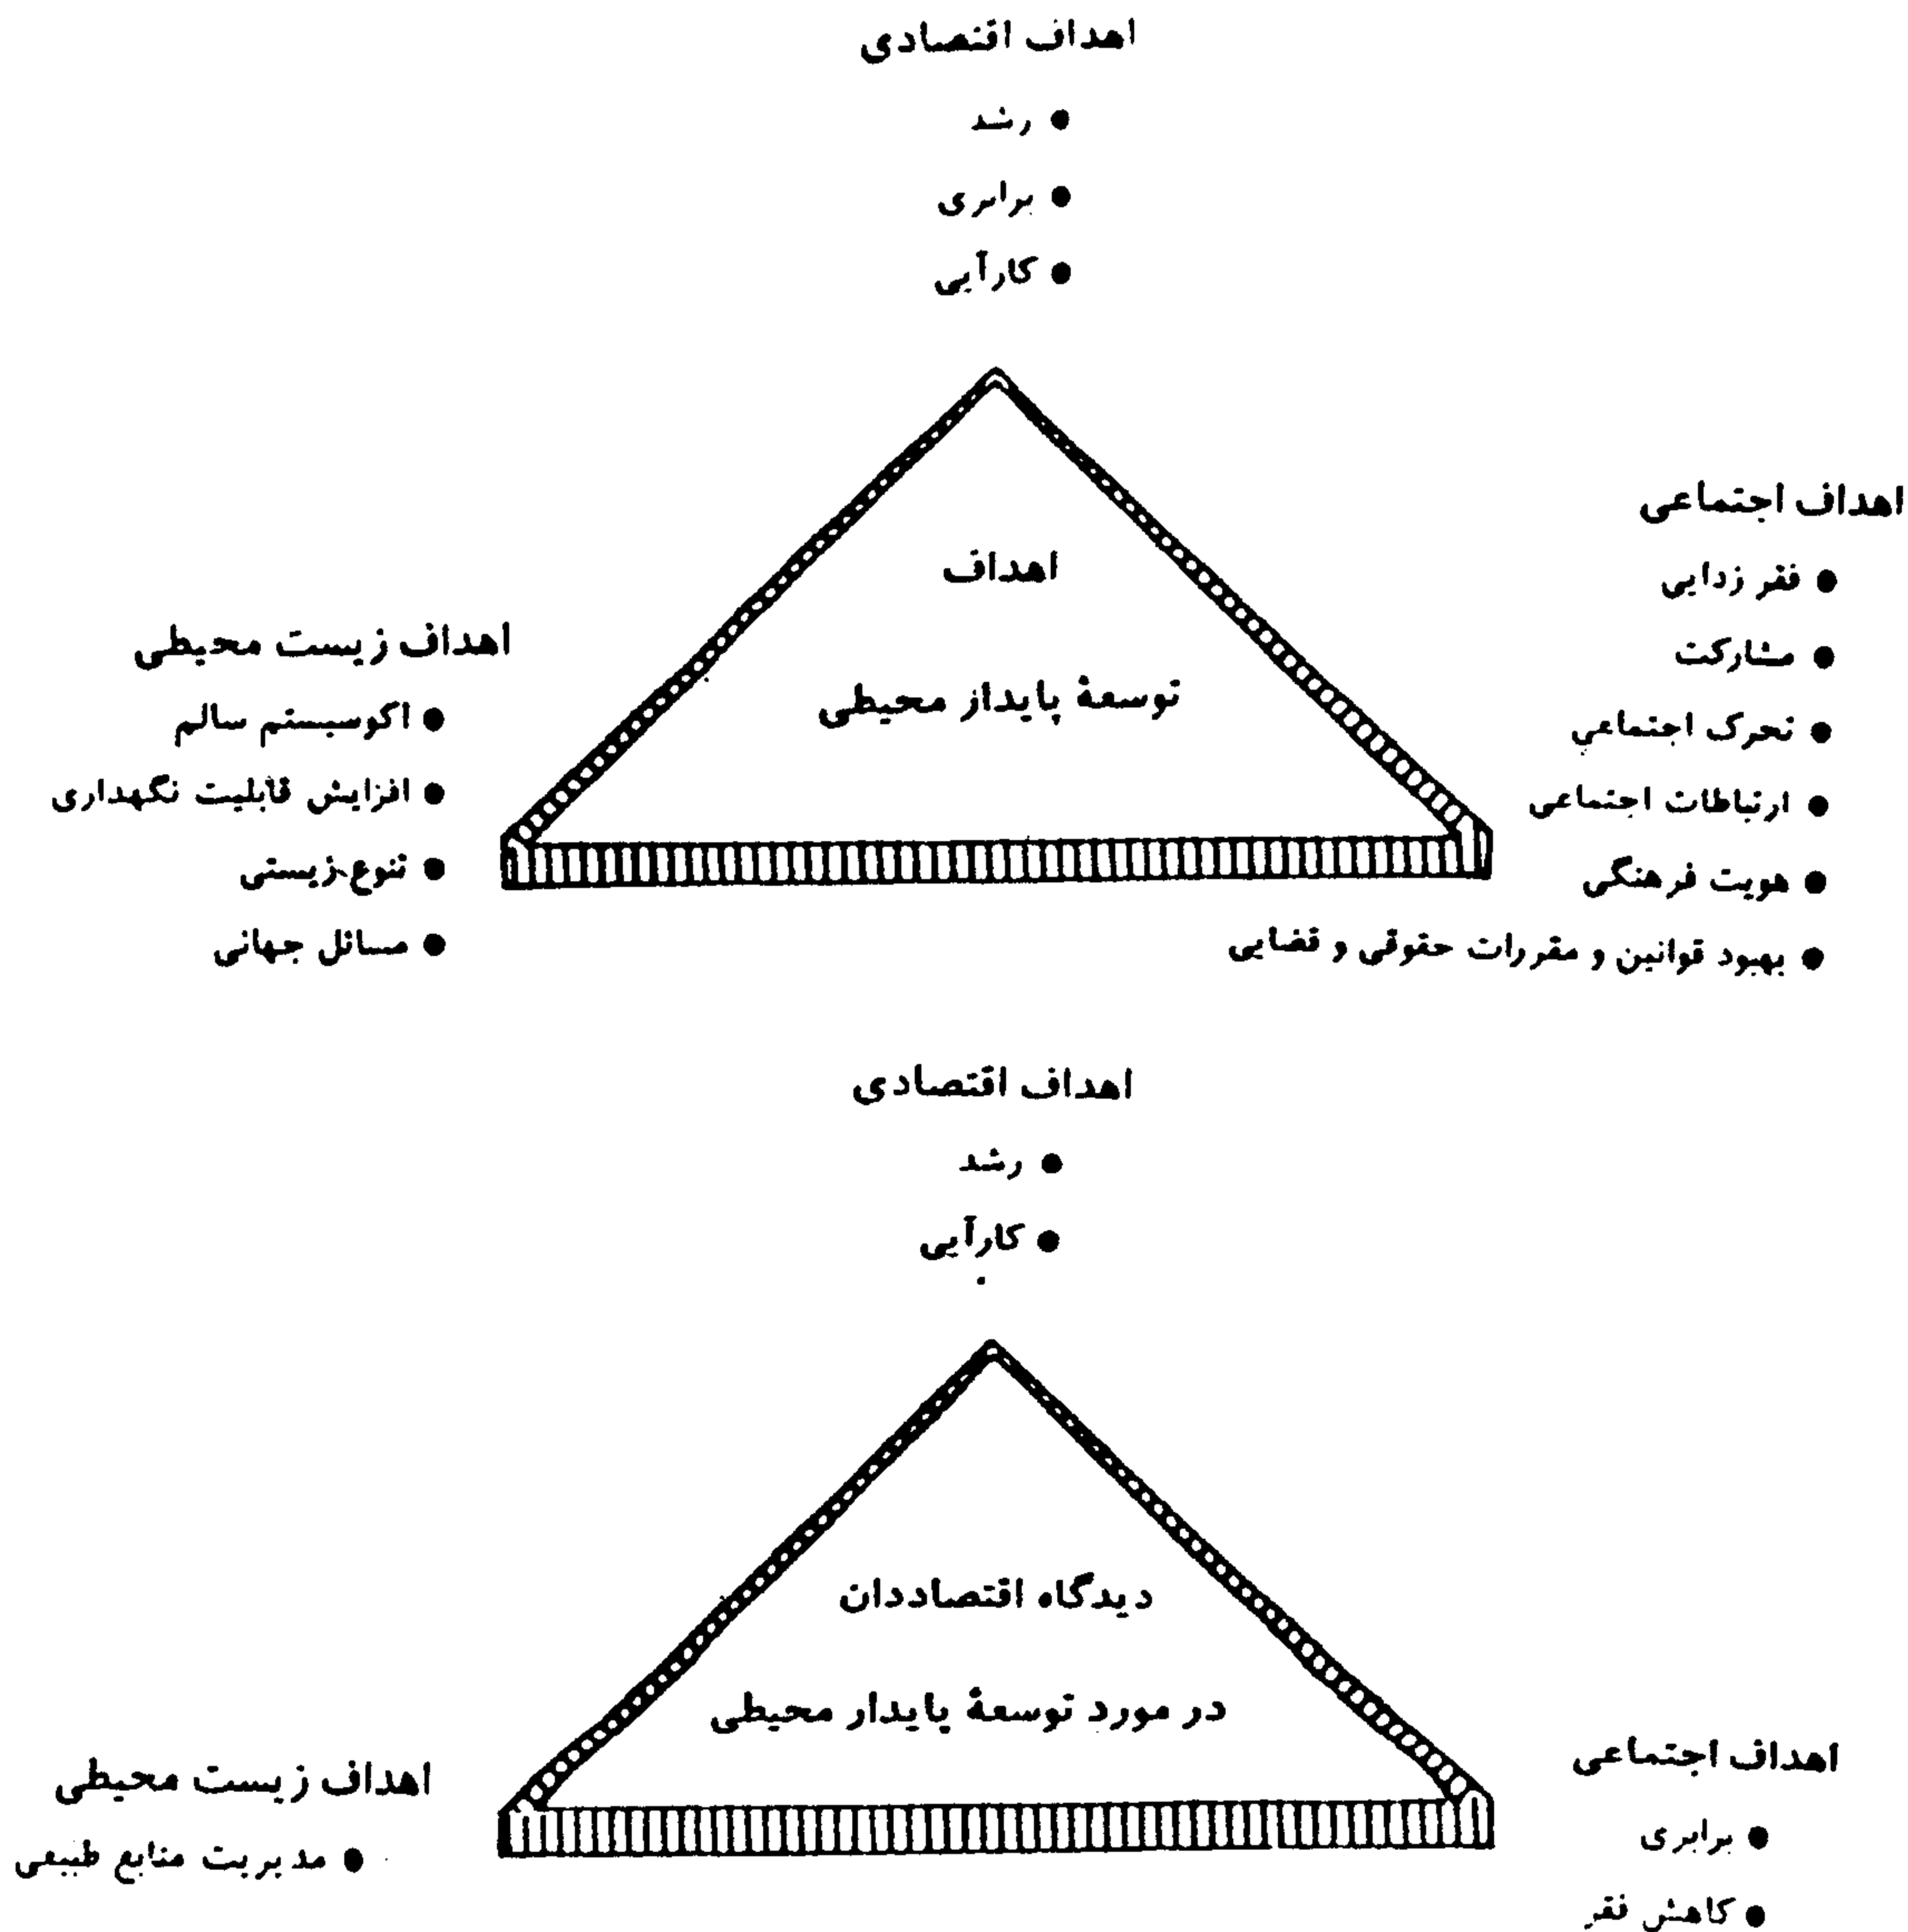 اهداف اقتصادی
● رشد
● برابری
● کارآیی
اهداف
توسعهٔ پایدار محیطی
اهداف اجتماعی
● فقر زدایی
● مشارکت
● تحرک اجتماعی
● ارتباطات اجتماعی
● هویت فرهنگی
● بهبود قوانین و مقررات حقوقی و قضایی
اهداف زیست محیطی
● اکوسیستم سالم
● افزایش قابلیت نگهداری
● تنوع زیستی
● مسائل جهانی
اهداف اقتصادی
● رشد
● کارآیی
دیدگاه اقتصاددان
در مورد توسعهٔ پایدار محیطی
اهداف اجتماعی
● برابری
● کاهش فقر
اهداف زیست محیطی
● مدیریت منابع طبیعی